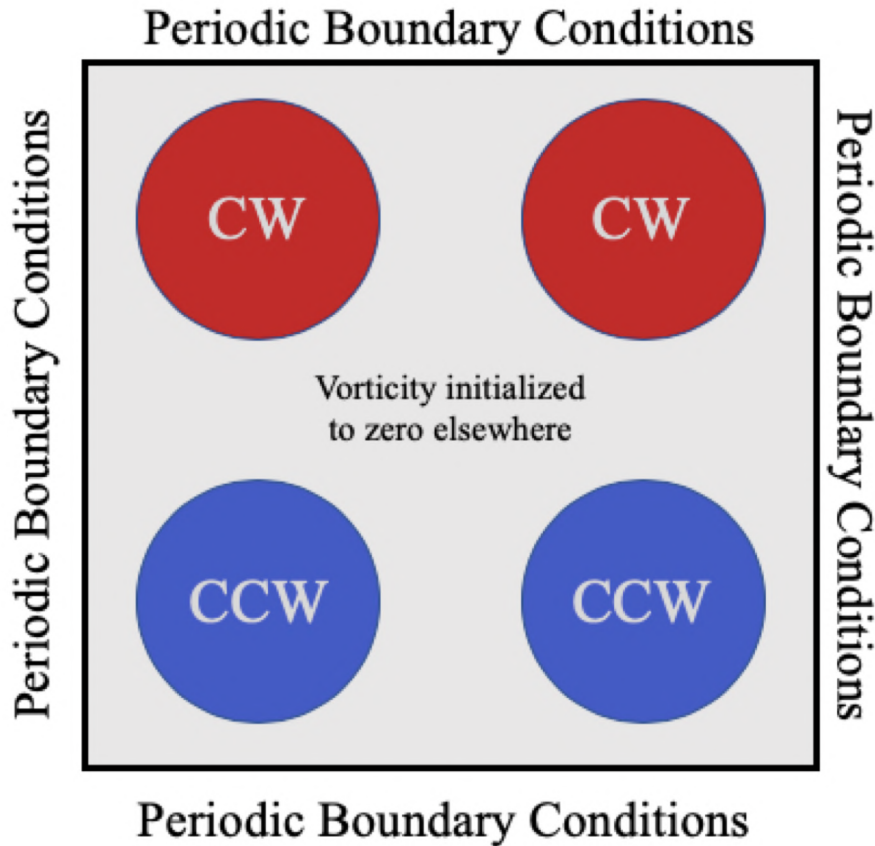 Periodic Boundary Conditions
Periodic Boundary Conditions
CW
CW
Periodic Boundary Conditions
Vorticity initialized
to zero elsewhere
CCW
CCW
Periodic Boundary Conditions